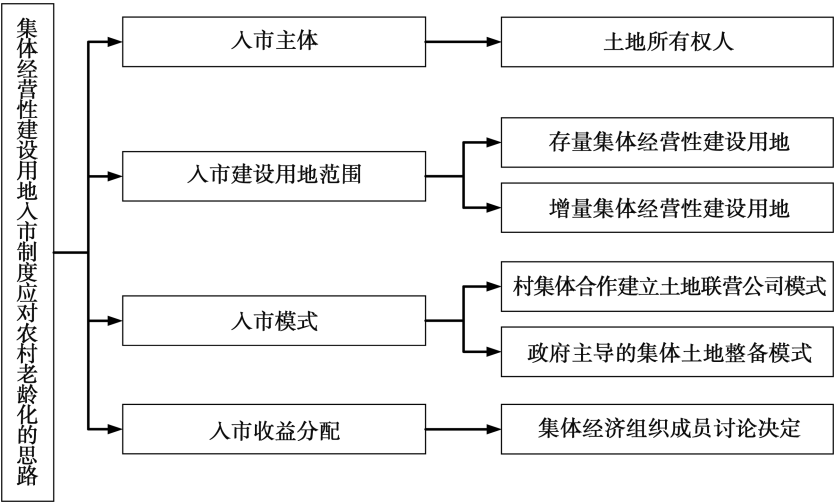 集体经营性建设用地入市制度应对农村老龄化的思路
入市主体
土地所有权人
入市建设用地范围
存量集体经营性建设用地
增量集体经营性建设用地
入市模式
村集体合作建立土地联营公司模式
政府主导的集体土地整备模式
入市收益分配
集体经济组织成员讨论决定